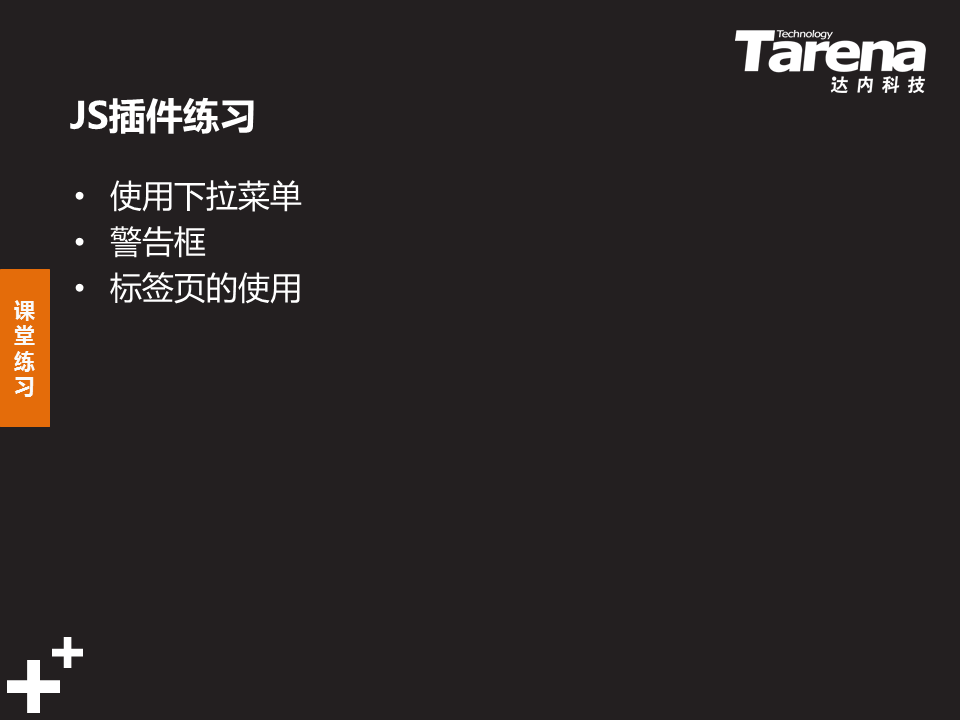 Technology
Tarena
达内科技
JS插件练习
• 使用下拉菜单
• 警告框
• 标签页的使用
课
堂
练
习